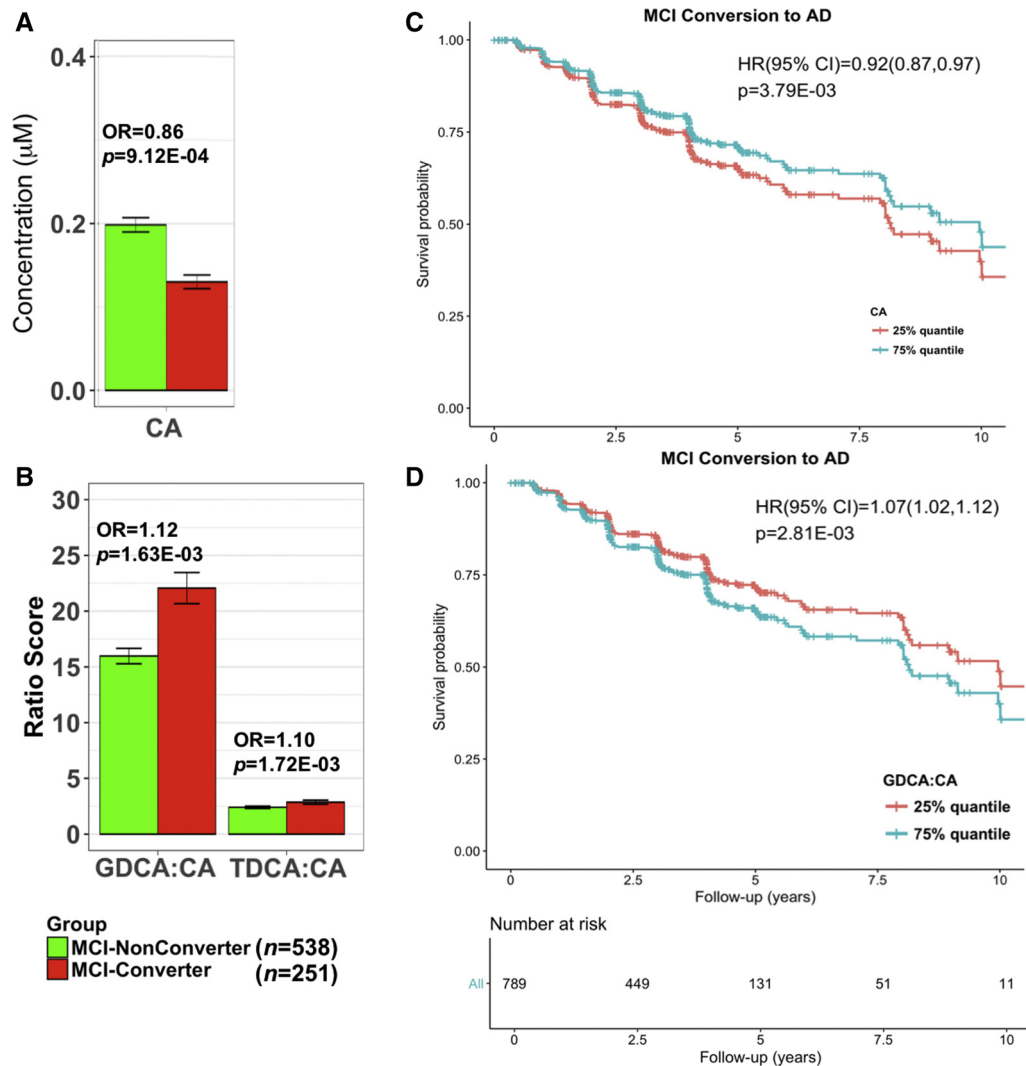 A
Concentration (μM)
0.4
0.2
0.0
OR=0.86
p=9.12E-04
CA
B
Ratio Score
30
25
20
15
10
5
0
OR=1.12
p=1.63E-03
OR=1.10
p=1.72E-03
GDCA:CA TDCA:CA
Group
MCI-NonConverter (n=538)
MCI-Converter (n=251)
C
MCI Conversion to AD
HR(95% CI)=0.92(0.87,0.97)
p=3.79E-03
Survival probability
1.00
0.75
0.50
0.25
0.00
CA
25% quantile
75% quantile
0 2.5 5 7.5 10
D
MCI Conversion to AD
HR(95% CI)=1.07(1.02,1.12)
p=2.81E-03
Survival probability
1.00
0.75
0.50
0.25
0.00
GDCA:CA
25% quantile
75% quantile
0 2.5 5 7.5 10
Follow-up (years)
Number at risk
All 789 449 131 51 11
0 2.5 5 7.5 10
Follow-up (years)